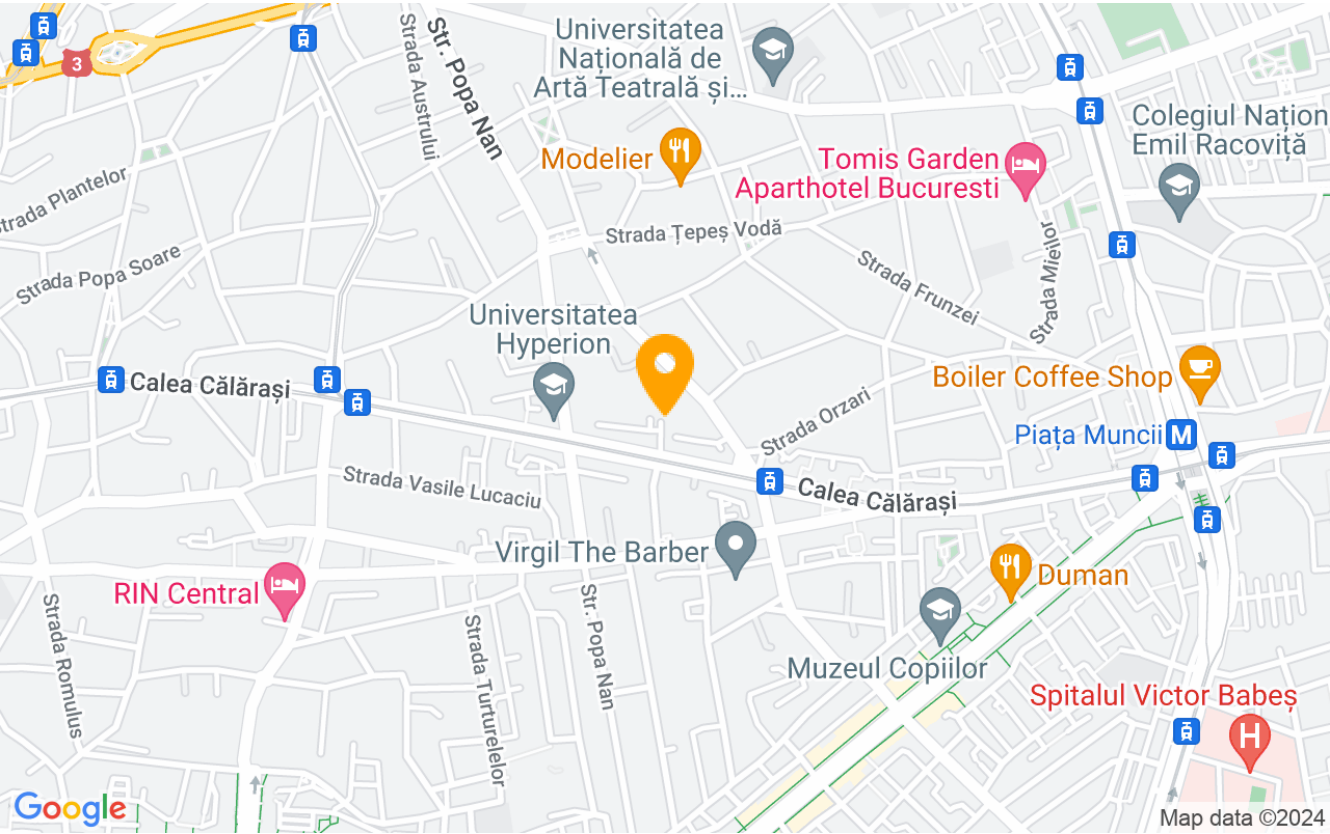 Universitatea
Națională de
Artă Teatrală și...
Str. Popa Nan
Strada Austrului
3
Colegiul Națion
Emil Racoviță
Modelier
Tomis Garden
Aparthotel Bucuresti
Strada Plantelor
Strada Țepeș Vodă
Strada Popa Soare
Strada Frunzei
Strada Mieilor
Universitatea
Hyperion
Calea Călărași
Boiler Coffee Shop
Strada Orzari
Piața Muncii
M
Strada Vasile Lucaciu
Calea Călărași
Virgil The Barber
Duman
RIN Central
Strada Romulus
Strada Turturelelor
Str. Popa Nan
Muzeul Copiilor
Spitalul Victor Babeș
H
Google
Map data ©2024